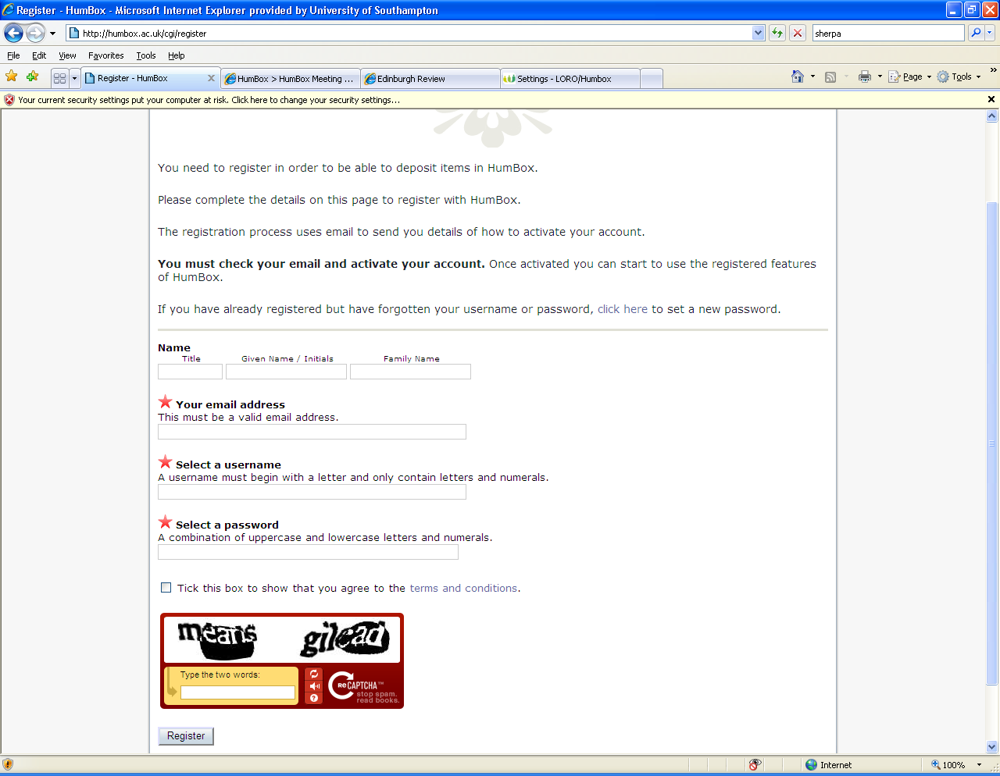 Register - HumBox - Microsoft Internet Explorer provided by University of Southampton
http://humbox.ac.uk/cgi/register
sherpa
File Edit View Favorites Tools Help
Register - HumBox
HumBox > HumBox Meeting ...
Edinburgh Review
Settings - LORO/Humbox
Page
Tools
Your current security settings put your computer at risk. Click here to change your security settings...
You need to register in order to be able to deposit items in HumBox.
Please complete the details on this page to register with HumBox.
The registration process uses email to send you details of how to activate your account.
You must check your email and activate your account. Once activated you can start to use the registered features
of HumBox.
If you have already registered but have forgotten your username or password, click here to set a new password.
Name
Title Given Name / Initials Family Name
Your email address
This must be a valid email address.
Select a username
A username must begin with a letter and only contain letters and numerals.
Select a password
A combination of uppercase and lowercase letters and numerals.
Tick this box to show that you agree to the terms and conditions.
means gilead
Type the two words:
reCAPTCHA™
stop spam.
read books.
Register
Internet
100%